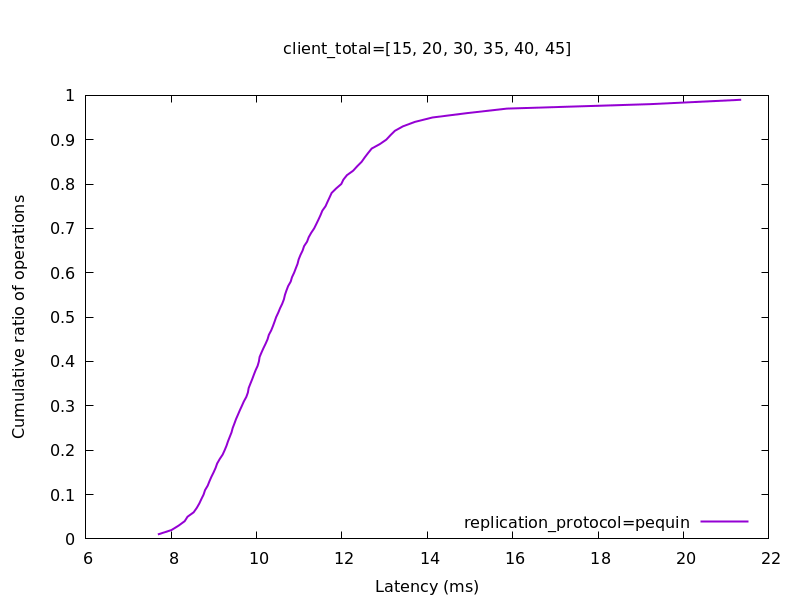 client_total=[15, 20, 30, 35, 40, 45]
1
0.9
0.8
0.7
0.6
0.5
0.4
0.3
0.2
0.1
0
Cumulative ratio of operations
replication_protocol=pequin
6 8 10 12 14 16 18 20 22
Latency (ms)